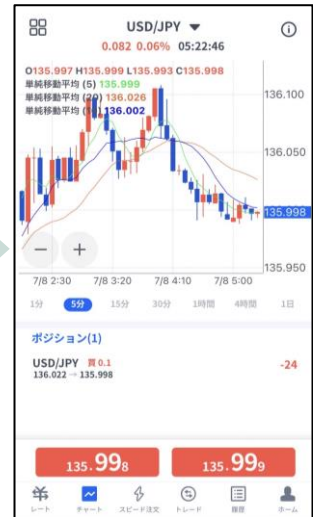 USD/JPY ▼
0.082 0.06% 05:22:46
O135.997 H135.999 L135.993 C135.998
単純移動平均 (5) 135.999
単純移動平均 (20) 136.026
単純移動平均 136.002
136.100
136.050
135.998
135.950
7/8 2:30 7/8 3:20 7/8 4:10 7/8 5:00
1分 5分 15分 30分 1時間 4時間 1日
ポジション(1)
USD/JPY 買 0.1
136.022 → 135.998
-24
135.998 135.999
レート チャート スピード注文 トレード 履歴 ホーム